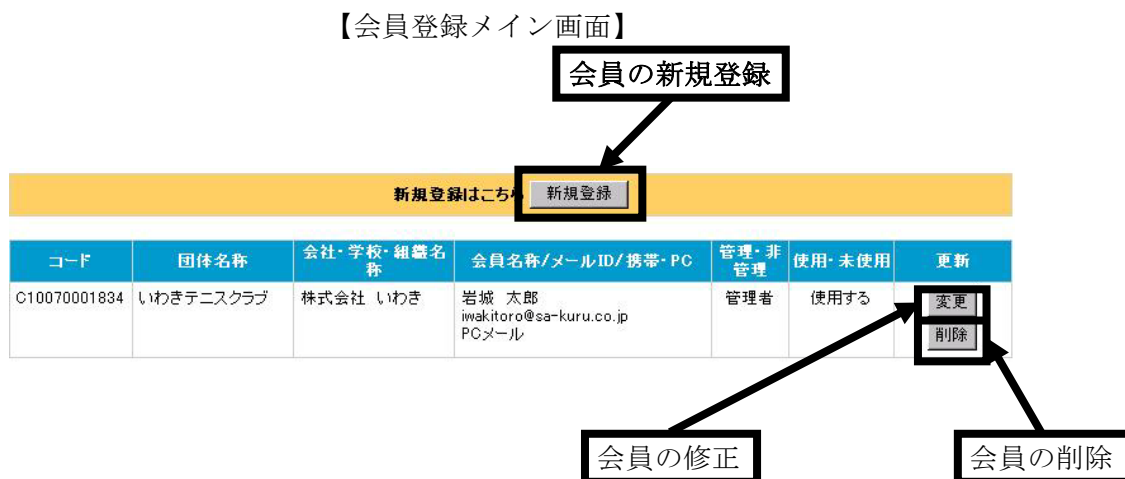 【会員登録メイン画面】
会員の新規登録
新規登録はこちら 新規登録
コード 団体名称 会社・学校・組織名称 会員名称/メールID/携帯・PC 管理・非管理 使用・未使用 更新
C10070001834 いわきテニスクラブ 株式会社 いわき 岩城 太郎 管理者 使用する 変更
iwakitoro@sa-kuru.co.jp
PCメール 削除
会員の修正 会員の削除